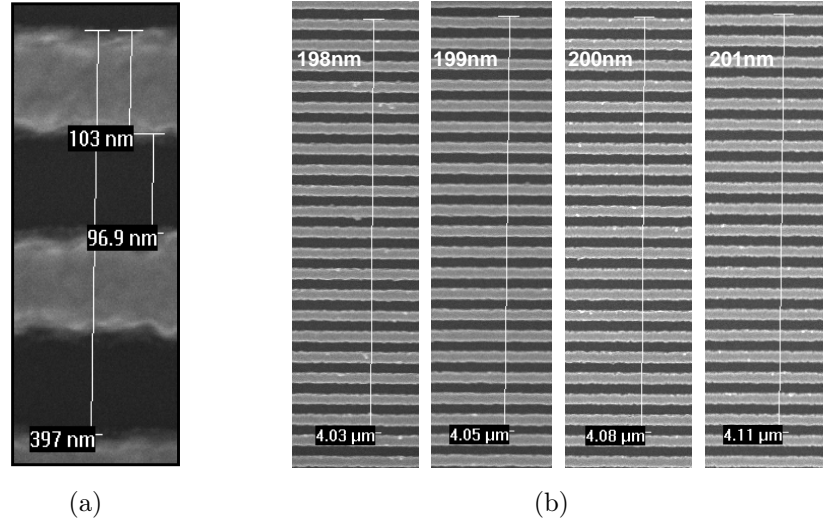 103 nm
96.9 nm
397 nm
198nm
199nm
200nm
201nm
4.03 µm
4.05 µm
4.08 µm
4.11 µm
(a)
(b)